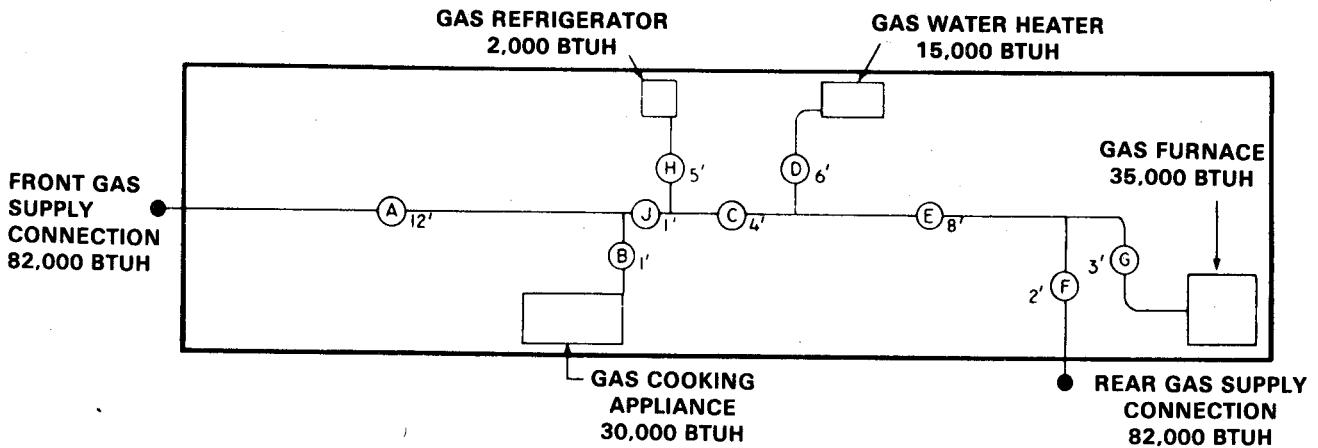 GAS REFRIGERATOR
2,000 BTUH
GAS WATER HEATER
15,000 BTUH
GAS FURNACE
35,000 BTUH
FRONT GAS
SUPPLY
CONNECTION
82,000 BTUH
H 5'
D 6'
A 12'
J 1'
C 4'
E 8'
B 1'
G 3'
F 2'
GAS COOKING
APPLIANCE
30,000 BTUH
REAR GAS SUPPLY
CONNECTION
82,000 BTUH